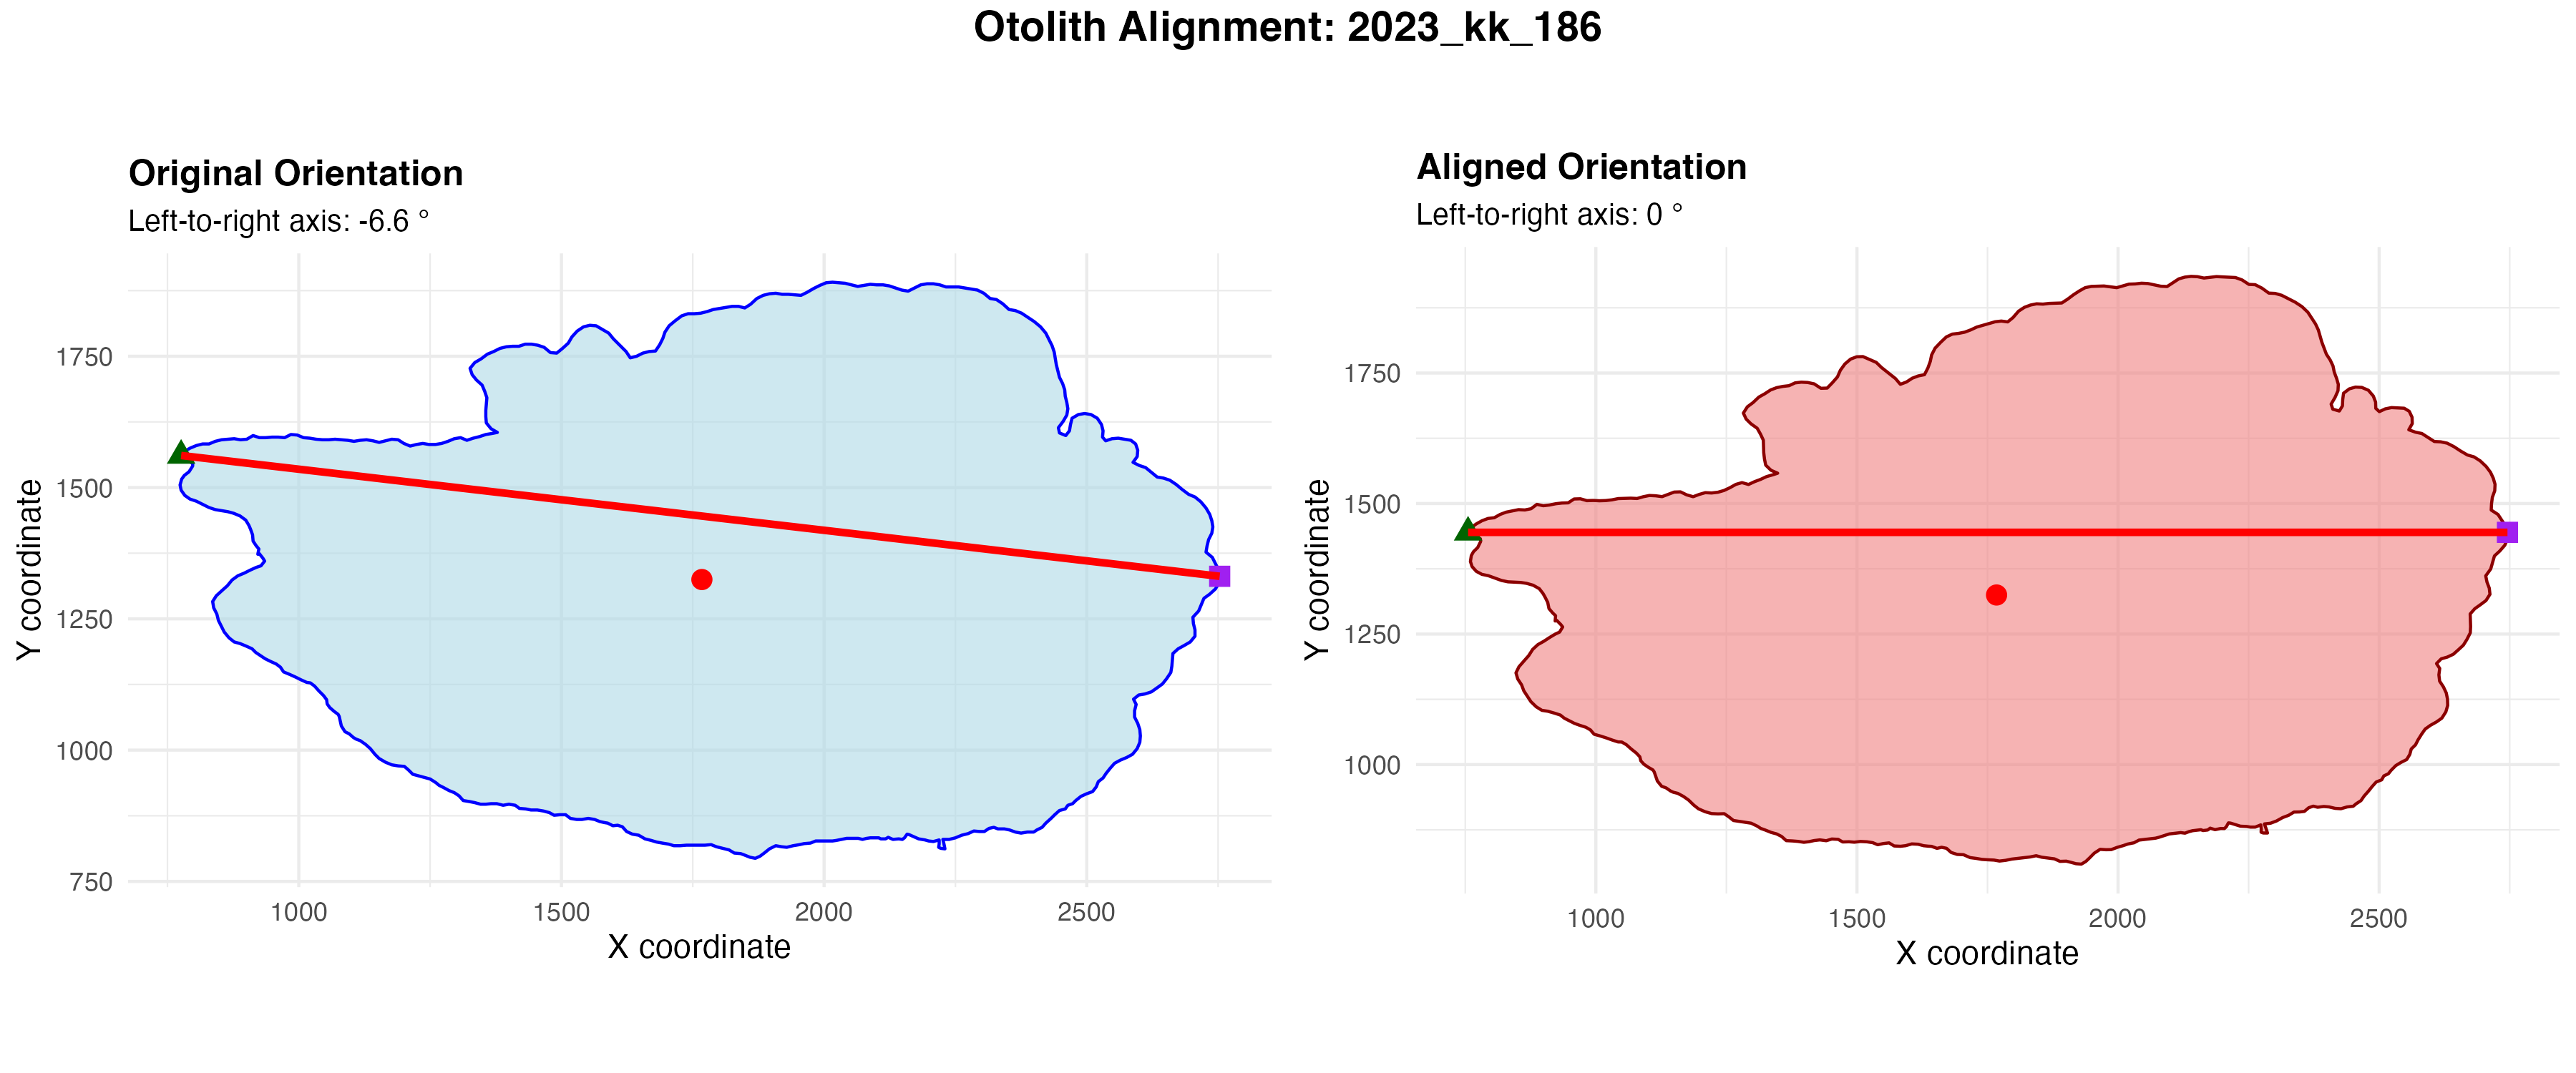 Otolith Alignment: 2023_kk_186
Original Orientation
Left-to-right axis: -6.6 °
1750
1500
1250
1000
750
Y coordinate
1000 1500 2000 2500
X coordinate
Aligned Orientation
Left-to-right axis: 0 °
1750
1500
1250
1000
Y coordinate
1000 1500 2000 2500
X coordinate